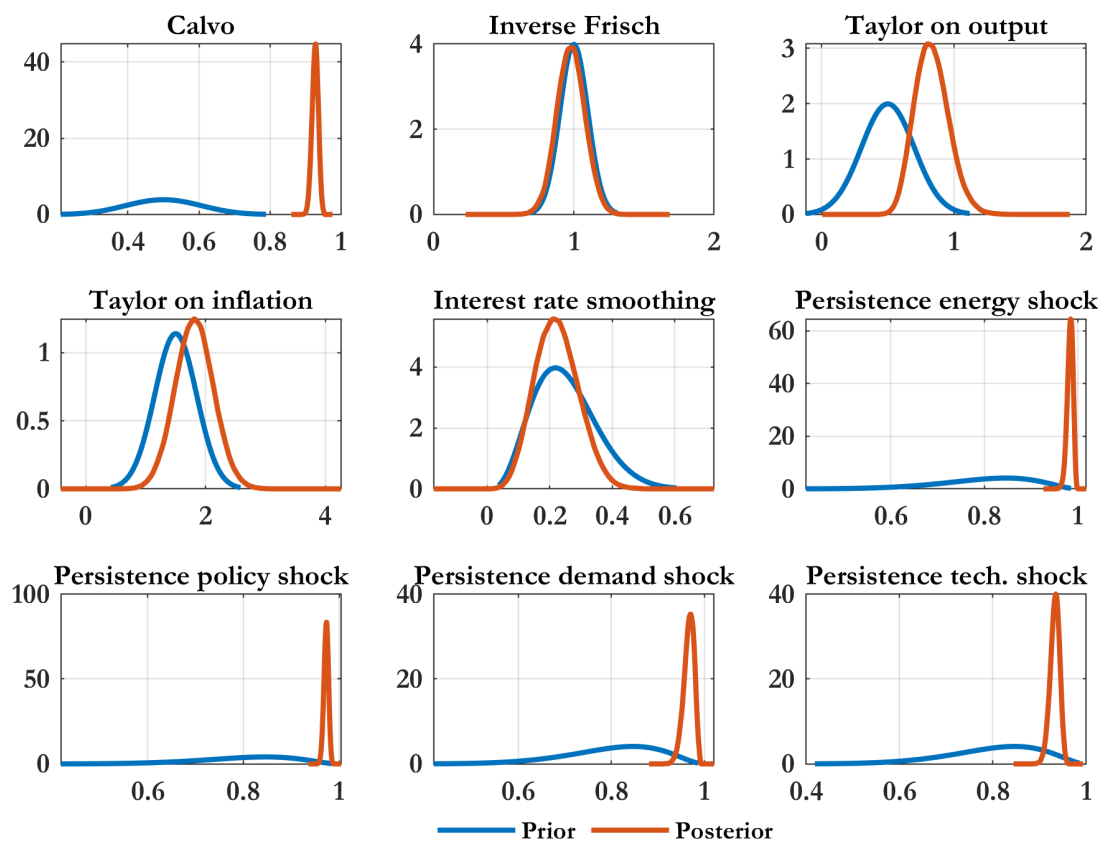 Calvo Inverse Frisch Taylor on output
40
20
0
0.4 0.6 0.8 1
4
2
0
0 1 2
3
2
1
0
0 1 2
Taylor on inflation Interest rate smoothing Persistence energy shock
1
0.5
0
0 2 4
4
2
0
0 0.2 0.4 0.6
60
40
20
0
0.6 0.8 1
Persistence policy shock Persistence demand shock Persistence tech. shock
100
50
0
0.6 0.8 1
40
20
0
0.6 0.8 1
40
20
0
0.4 0.6 0.8 1
Prior Posterior